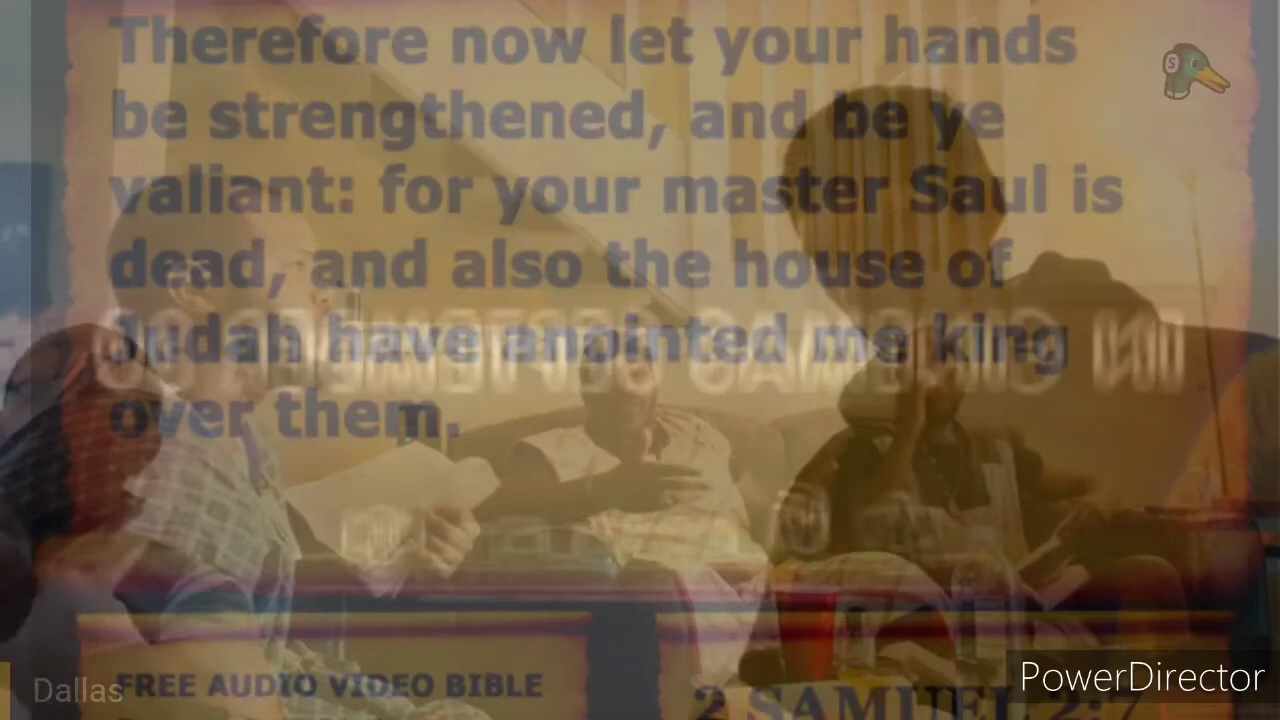 Therefore now let your hands
be strengthened, and be ye
valiant: for your master Saul is
dead, and also the house of
Judah have anointed me king
over them.
S
Dallas
FREE AUDIO VIDEO BIBLE
2 SAMUEL 2:7
PowerDirector